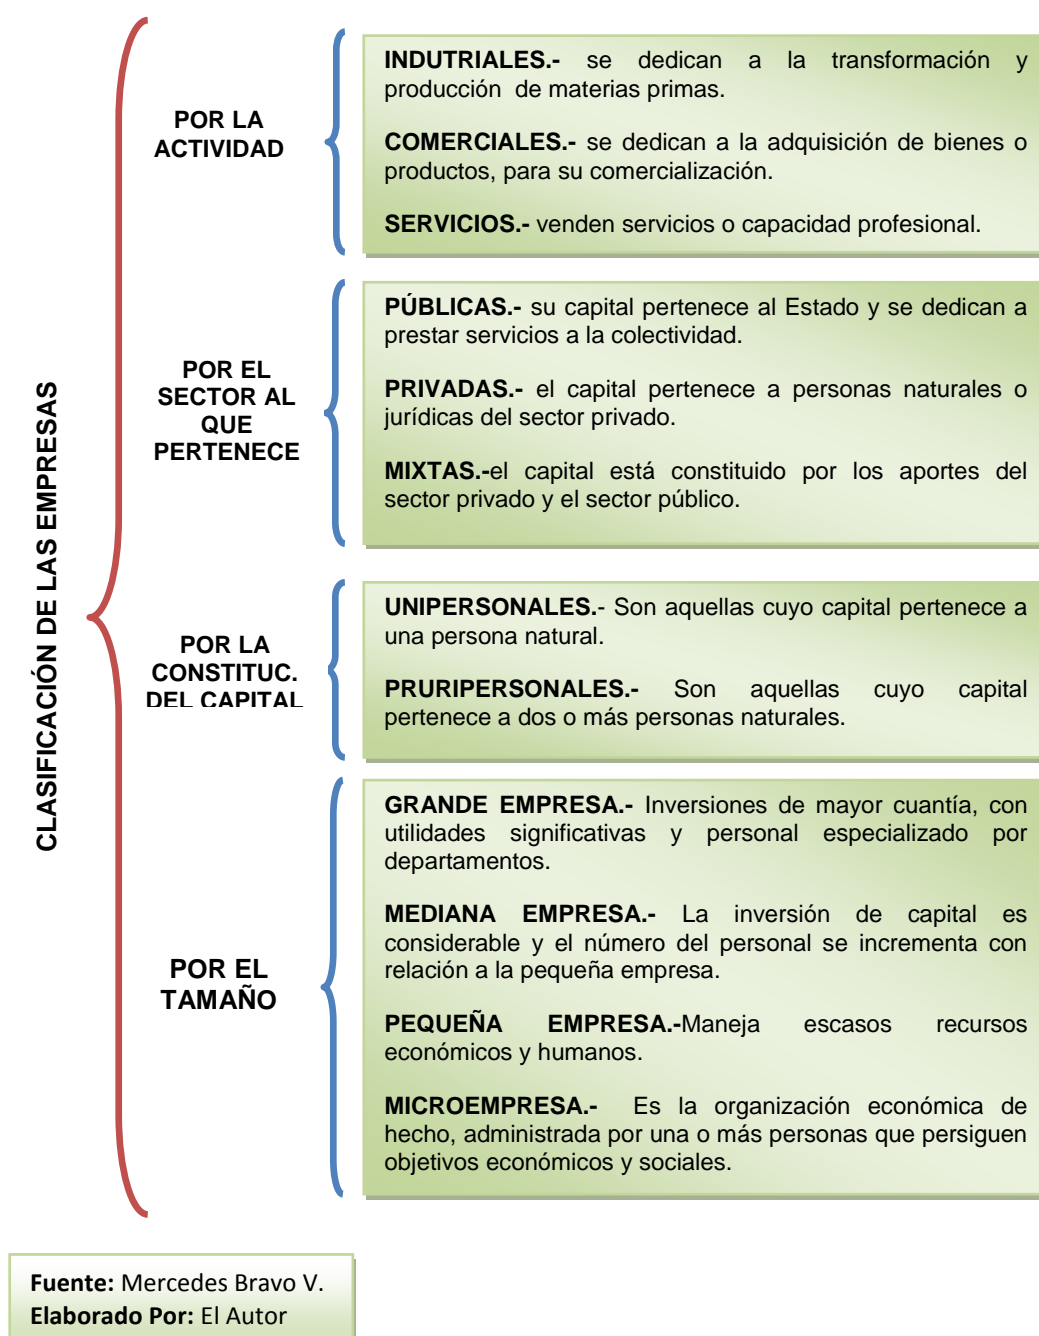 CLASIFICACIÓN DE LAS EMPRESAS
POR LA
ACTIVIDAD
INDUTRIALES.- se dedican a la transformación y
producción de materias primas.
COMERCIALES.- se dedican a la adquisición de bienes o
productos, para su comercialización.
SERVICIOS.- venden servicios o capacidad profesional.
POR EL
SECTOR AL
QUE
PERTENECE
PÚBLICAS.- su capital pertenece al Estado y se dedican a
prestar servicios a la colectividad.
PRIVADAS.- el capital pertenece a personas naturales o
jurídicas del sector privado.
MIXTAS.-el capital está constituido por los aportes del
sector privado y el sector público.
POR LA
CONSTITUC.
DEL CAPITAL
UNIPERSONALES.- Son aquellas cuyo capital pertenece a
una persona natural.
PRURIPERSONALES.- Son aquellas cuyo capital
pertenece a dos o más personas naturales.
POR EL
TAMAÑO
GRANDE EMPRESA.- Inversiones de mayor cuantía, con
utilidades significativas y personal especializado por
departamentos.
MEDIANA EMPRESA.- La inversión de capital es
considerable y el número del personal se incrementa con
relación a la pequeña empresa.
PEQUEÑA EMPRESA.-Maneja escasos recursos
económicos y humanos.
MICROEMPRESA.- Es la organización económica de
hecho, administrada por una o más personas que persiguen
objetivos económicos y sociales.
Fuente: Mercedes Bravo V.
Elaborado Por: El Autor